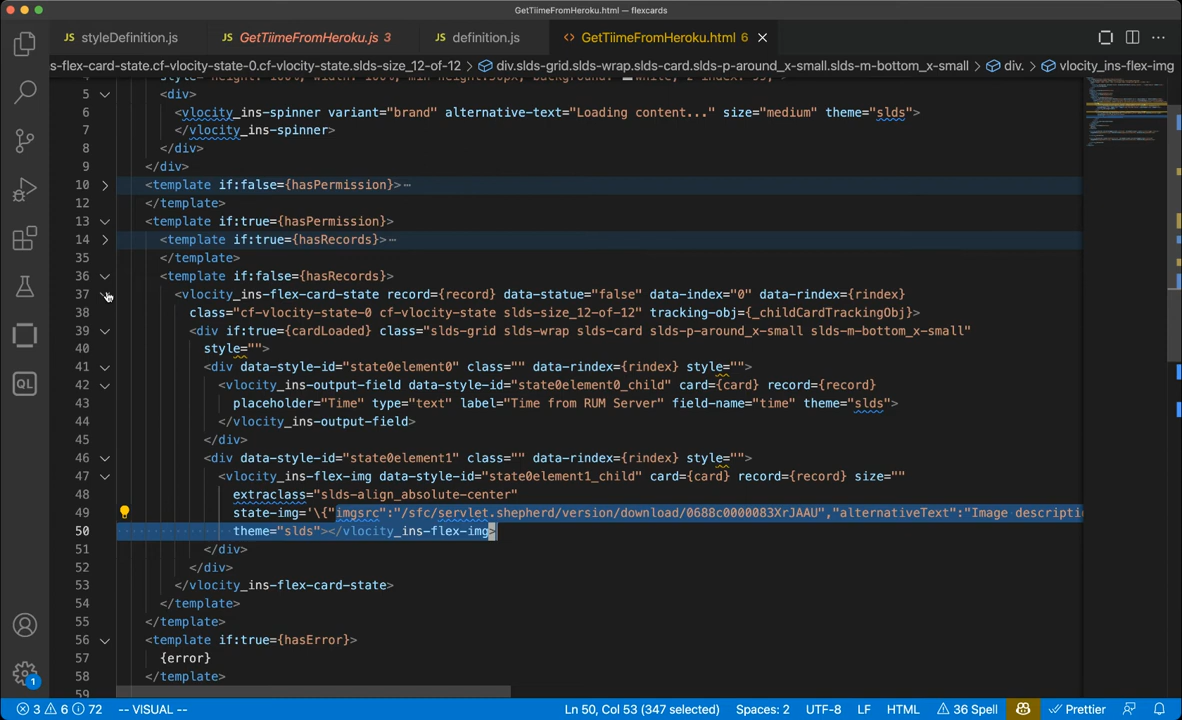 GetTiimeFromHeroku.html — flexcards
JS styleDefinition.js JS GetTiimeFromHeroku.js 3 JS definition.js <> GetTiimeFromHeroku.html 6
s-flex-card-state.cf-vlocity-state-0.cf-vlocity-state.slds-size_12-of-12 > div.slds-grid.slds-wrap.slds-card.slds-p-around_x-small.slds-m-bottom_x-small > div. > vlocity_ins-flex-img
5 <div>
6 <vlocity_ins-spinner variant="brand" alternative-text="Loading content..." size="medium" theme="slds">
7 </vlocity_ins-spinner>
8 </div>
9 </div>
10 <template if:false={hasPermission}>⋯
12 </template>
13 <template if:true={hasPermission}>
14 <template if:true={hasRecords}>⋯
35 </template>
36 <template if:false={hasRecords}>
37 <vlocity_ins-flex-card-state record={record} data-statue="false" data-index="0" data-rindex={rindex}
38 class="cf-vlocity-state-0 cf-vlocity-state slds-size_12-of-12" tracking-obj={_childCardTrackingObj}>
39 <div if:true={cardLoaded} class="slds-grid slds-wrap slds-card slds-p-around_x-small slds-m-bottom_x-small"
40 style="">
41 <div data-style-id="state0element0" class="" data-rindex={rindex} style="">
42 <vlocity_ins-output-field data-style-id="state0element0_child" card={card} record={record}
43 placeholder="Time" type="text" label="Time from RUM Server" field-name="time" theme="slds">
44 </vlocity_ins-output-field>
45 </div>
46 <div data-style-id="state0element1" class="" data-rindex={rindex} style="">
47 <vlocity_ins-flex-img data-style-id="state0element1_child" card={card} record={record} size=""
48 extraclass="slds-align_absolute-center"
49 state-img='\{"imgsrc":"/sfc/servlet.shepherd/version/download/0688c0000083XrJAAU","alternativeText":"Image descripti
50 theme="slds"></vlocity_ins-flex-img>
51 </div>
52 </div>
53 </vlocity_ins-flex-card-state>
54 </template>
55 </template>
56 <template if:true={hasError}>
57 {error}
58 </template>
59
QL
1
3 6 72 -- VISUAL -- Ln 50, Col 53 (347 selected) Spaces: 2 UTF-8 LF HTML 36 Spell Prettier